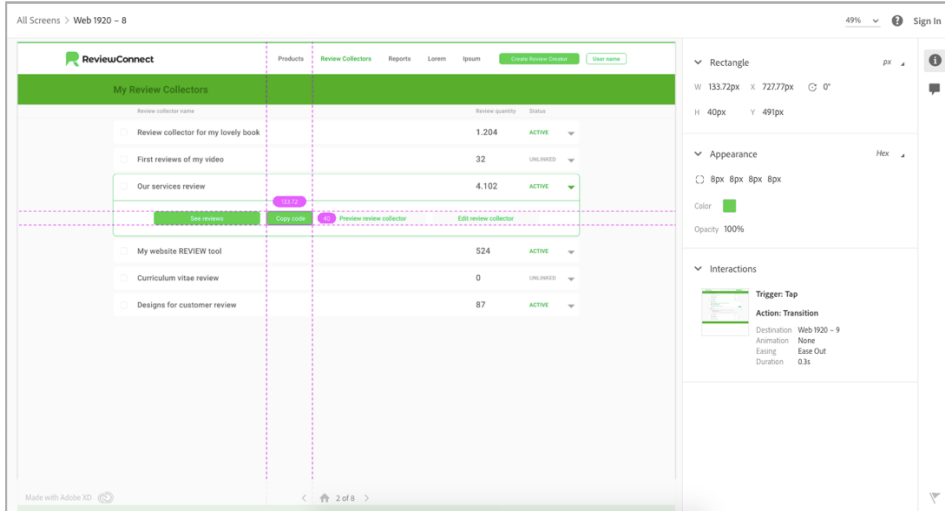 All Screens > Web 1920 – 8
49%
Sign In
ReviewConnect
Products
Review Collectors
Reports
Lorem
Ipsum
Create Review Creator
User name
My Review Collectors
Review collector name
Review quantity
Status
Review collector for my lovely book
1.204
ACTIVE
First reviews of my video
32
UNLINKED
Our services review
4.102
ACTIVE
133.72
See reviews
Copy code
40
Preview review collector
Edit review collector
My website REVIEW tool
524
ACTIVE
Curriculum vitae review
0
UNLINKED
Designs for customer review
87
ACTIVE
Made with Adobe XD
2 of 8
Rectangle
px
W 133.72px
X 727.77px
0°
H 40px
Y 491px
Appearance
Hex
8px 8px 8px 8px
Color
Opacity 100%
Interactions
Trigger: Tap
Action: Transition
Destination Web 1920 – 9
Animation None
Easing Ease Out
Duration 0.3s